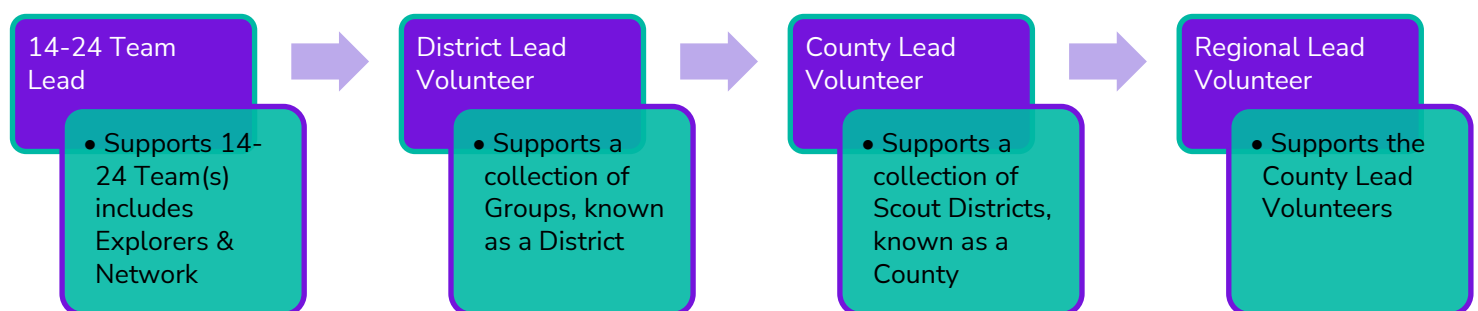 14-24 Team
Lead
• Supports 14-
24 Team(s)
includes
Explorers &
Network
District Lead
Volunteer
• Supports a
collection of
Groups, known
as a District
County Lead
Volunteer
• Supports a
collection of
Scout Districts,
known as a
County
Regional Lead
Volunteer
• Supports the
County Lead
Volunteers